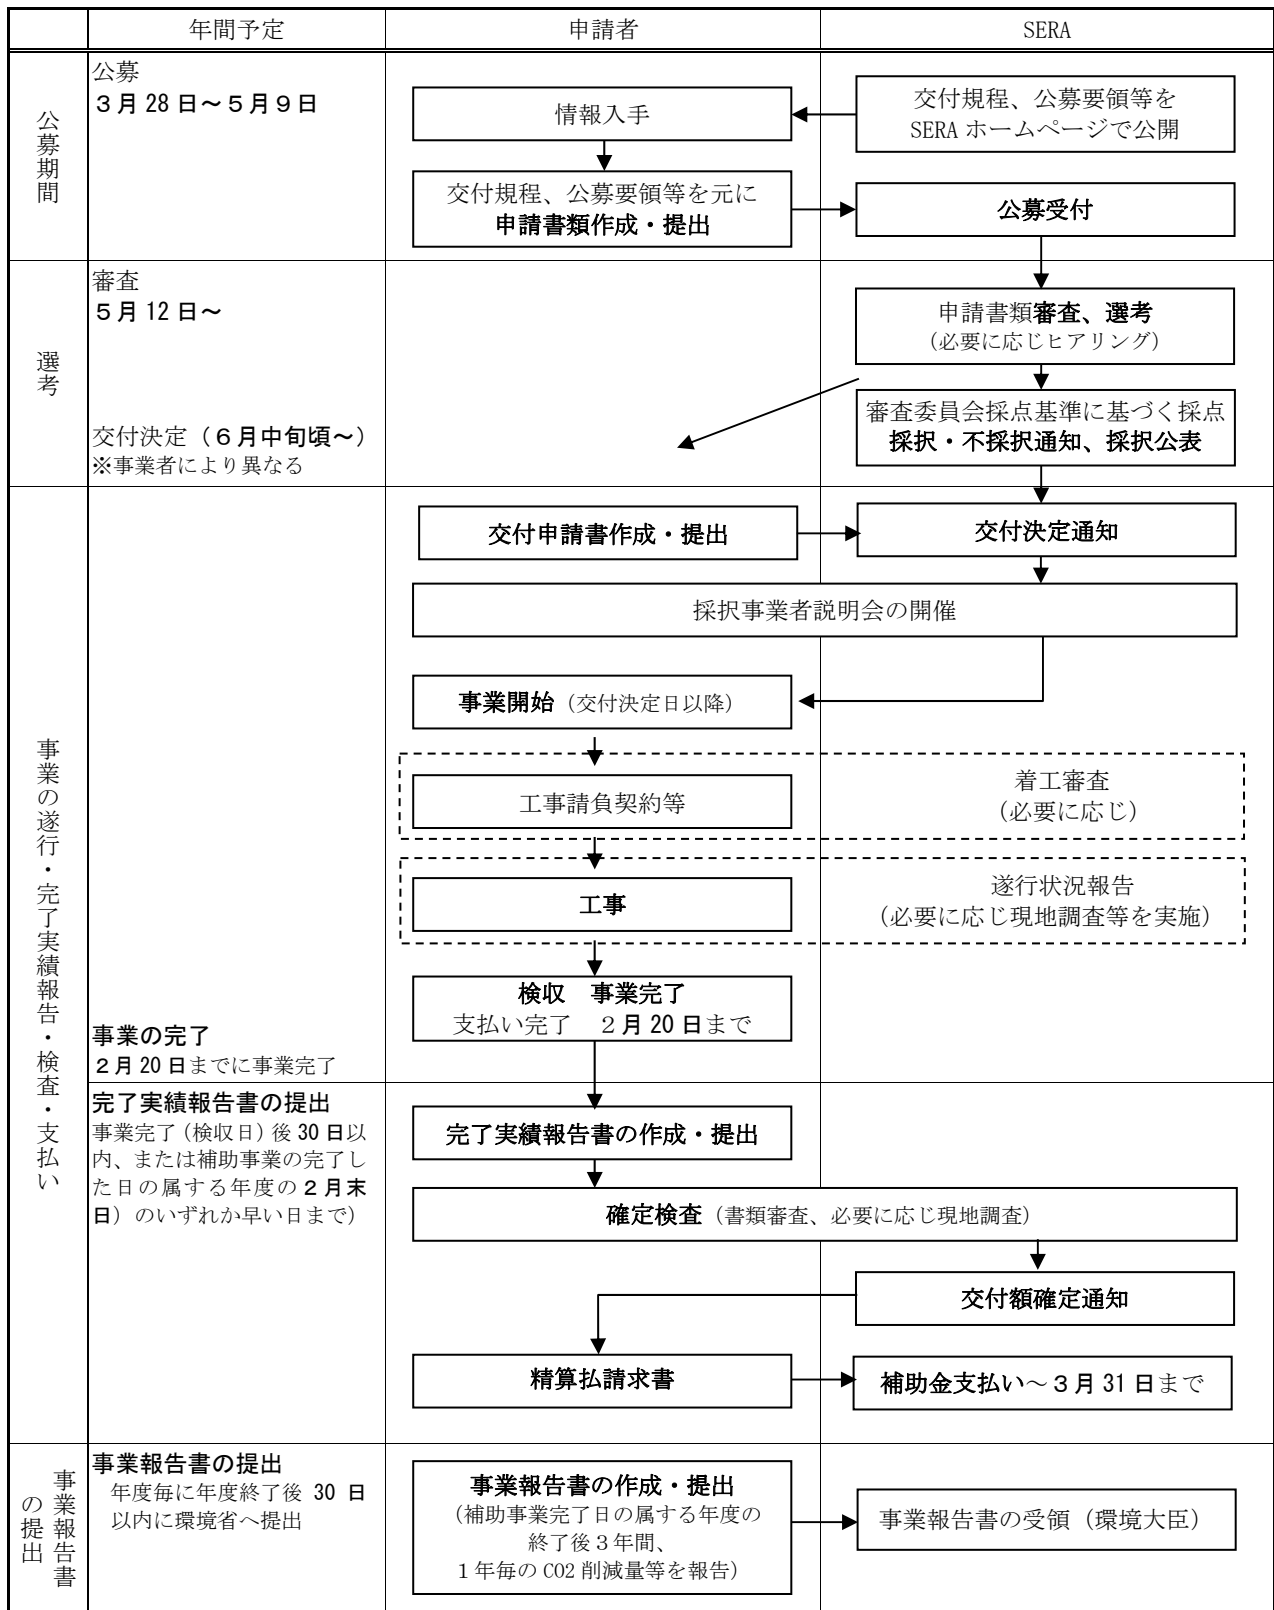 年間予定
申請者
SERA
公募期間
公募
３月 28 日～５月９日
情報入手
交付規程、公募要領等を
SERA ホームページで公開
交付規程、公募要領等を元に
申請書類作成・提出
公募受付
選考
審査
５月 12 日～
申請書類審査、選考
（必要に応じヒアリング）
審査委員会採点基準に基づく採点
採択・不採択通知、採択公表
交付決定（６月中旬頃～）
※事業者により異なる
事業の遂行・完了実績報告・検査・支払い
交付申請書作成・提出
交付決定通知
採択事業者説明会の開催
事業開始（交付決定日以降）
工事請負契約等
着工審査
（必要に応じ）
工事
遂行状況報告
（必要に応じ現地調査等を実施）
検収　事業完了
支払い完了　２月 20 日まで
事業の完了
２月 20 日までに事業完了
完了実績報告書の提出
事業完了（検収日）後 30 日以
内、または補助事業の完了し
た日の属する年度の２月末
日）のいずれか早い日まで）
完了実績報告書の作成・提出
確定検査（書類審査、必要に応じ現地調査）
交付額確定通知
精算払請求書
補助金支払い～３月 31 日まで
事業報告書
の提出
事業報告書の提出
年度毎に年度終了後 30 日
以内に環境省へ提出
事業報告書の作成・提出
（補助事業完了日の属する年度の
終了後３年間、
１年毎の CO2 削減量等を報告）
事業報告書の受領（環境大臣）